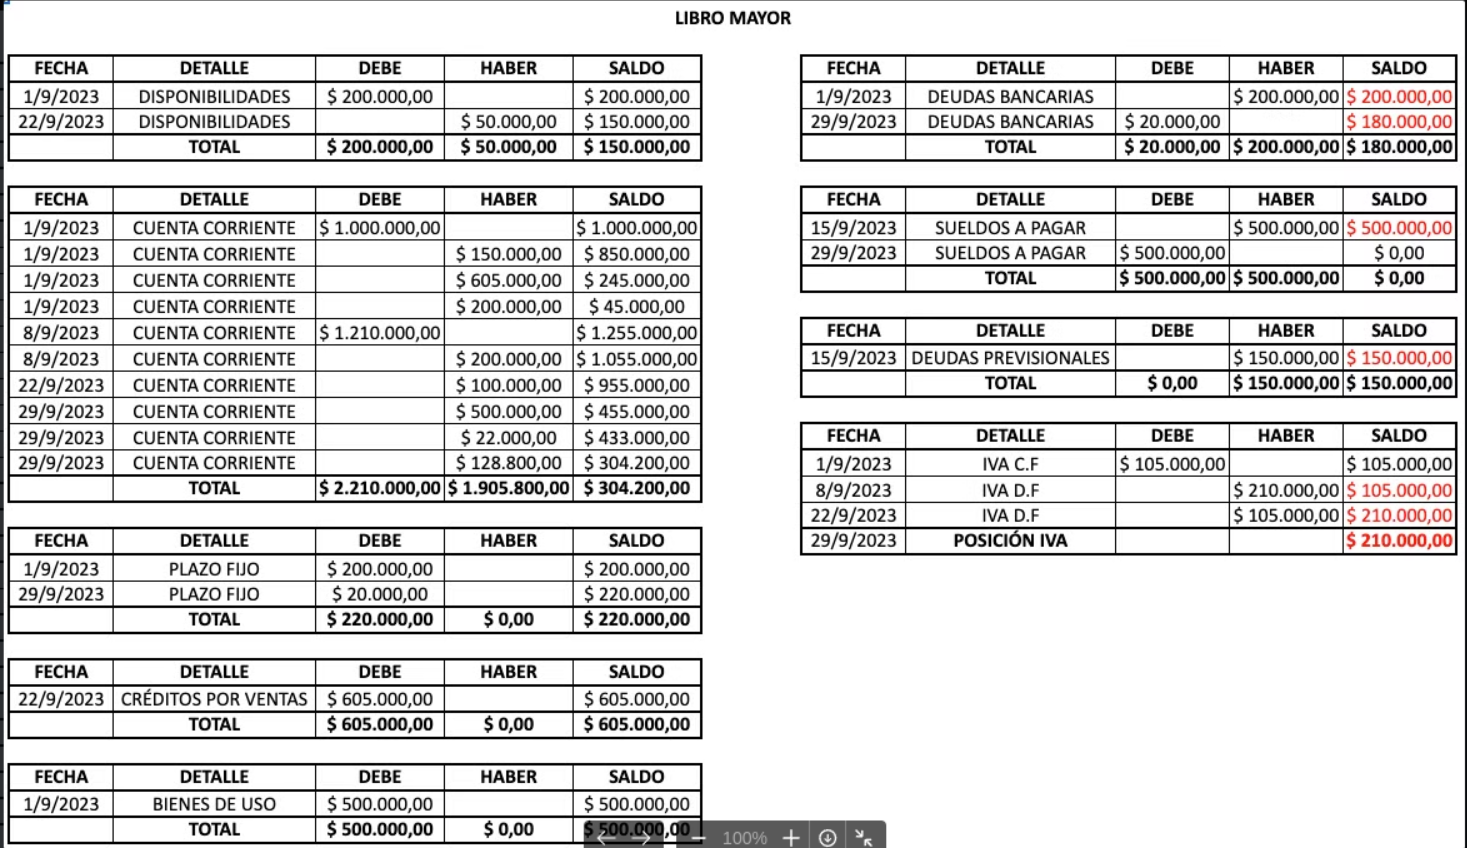 LIBRO MAYOR
FECHA DETALLE DEBE HABER SALDO
1/9/2023 DISPONIBILIDADES $ 200.000,00 $ 200.000,00
22/9/2023 DISPONIBILIDADES $ 50.000,00 $ 150.000,00
TOTAL $ 200.000,00 $ 50.000,00 $ 150.000,00
FECHA DETALLE DEBE HABER SALDO
1/9/2023 CUENTA CORRIENTE $ 1.000.000,00 $ 1.000.000,00
1/9/2023 CUENTA CORRIENTE $ 150.000,00 $ 850.000,00
1/9/2023 CUENTA CORRIENTE $ 605.000,00 $ 245.000,00
1/9/2023 CUENTA CORRIENTE $ 200.000,00 $ 45.000,00
8/9/2023 CUENTA CORRIENTE $ 1.210.000,00 $ 1.255.000,00
8/9/2023 CUENTA CORRIENTE $ 200.000,00 $ 1.055.000,00
22/9/2023 CUENTA CORRIENTE $ 100.000,00 $ 955.000,00
29/9/2023 CUENTA CORRIENTE $ 500.000,00 $ 455.000,00
29/9/2023 CUENTA CORRIENTE $ 22.000,00 $ 433.000,00
29/9/2023 CUENTA CORRIENTE $ 128.800,00 $ 304.200,00
TOTAL $ 2.210.000,00 $ 1.905.800,00 $ 304.200,00
FECHA DETALLE DEBE HABER SALDO
1/9/2023 PLAZO FIJO $ 200.000,00 $ 200.000,00
29/9/2023 PLAZO FIJO $ 20.000,00 $ 220.000,00
TOTAL $ 220.000,00 $ 0,00 $ 220.000,00
FECHA DETALLE DEBE HABER SALDO
22/9/2023 CRÉDITOS POR VENTAS $ 605.000,00 $ 605.000,00
TOTAL $ 605.000,00 $ 0,00 $ 605.000,00
FECHA DETALLE DEBE HABER SALDO
1/9/2023 BIENES DE USO $ 500.000,00 $ 500.000,00
TOTAL $ 500.000,00 $ 0,00 $ 500.000,00
FECHA DETALLE DEBE HABER SALDO
1/9/2023 DEUDAS BANCARIAS $ 200.000,00 $ 200.000,00
29/9/2023 DEUDAS BANCARIAS $ 20.000,00 $ 180.000,00
TOTAL $ 20.000,00 $ 200.000,00 $ 180.000,00
FECHA DETALLE DEBE HABER SALDO
15/9/2023 SUELDOS A PAGAR $ 500.000,00 $ 500.000,00
29/9/2023 SUELDOS A PAGAR $ 500.000,00 $ 0,00
TOTAL $ 500.000,00 $ 500.000,00 $ 0,00
FECHA DETALLE DEBE HABER SALDO
15/9/2023 DEUDAS PREVISIONALES $ 150.000,00 $ 150.000,00
TOTAL $ 0,00 $ 150.000,00 $ 150.000,00
FECHA DETALLE DEBE HABER SALDO
1/9/2023 IVA C.F $ 105.000,00 $ 105.000,00
8/9/2023 IVA D.F $ 210.000,00 $ 105.000,00
22/9/2023 IVA D.F $ 105.000,00 $ 210.000,00
29/9/2023 POSICIÓN IVA $ 210.000,00
100%